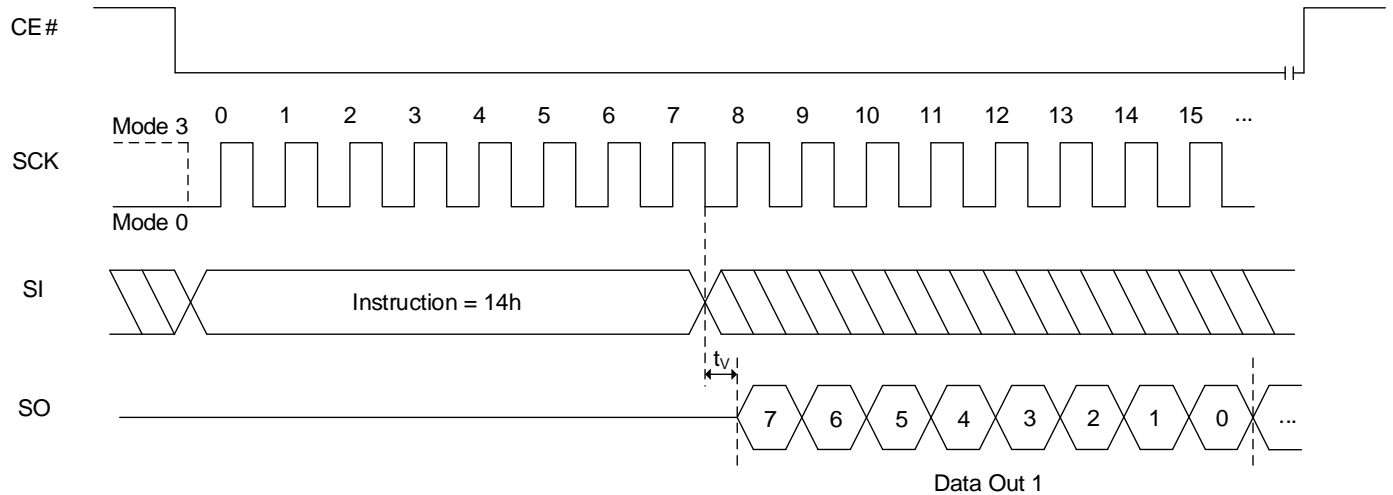 CE#
0 1 2 3 4 5 6 7 8 9 10 11 12 13 14 15 ...
Mode 3
SCK
Mode 0
SI
Instruction = 14h
tV
SO
7 6 5 4 3 2 1 0 ...
Data Out 1